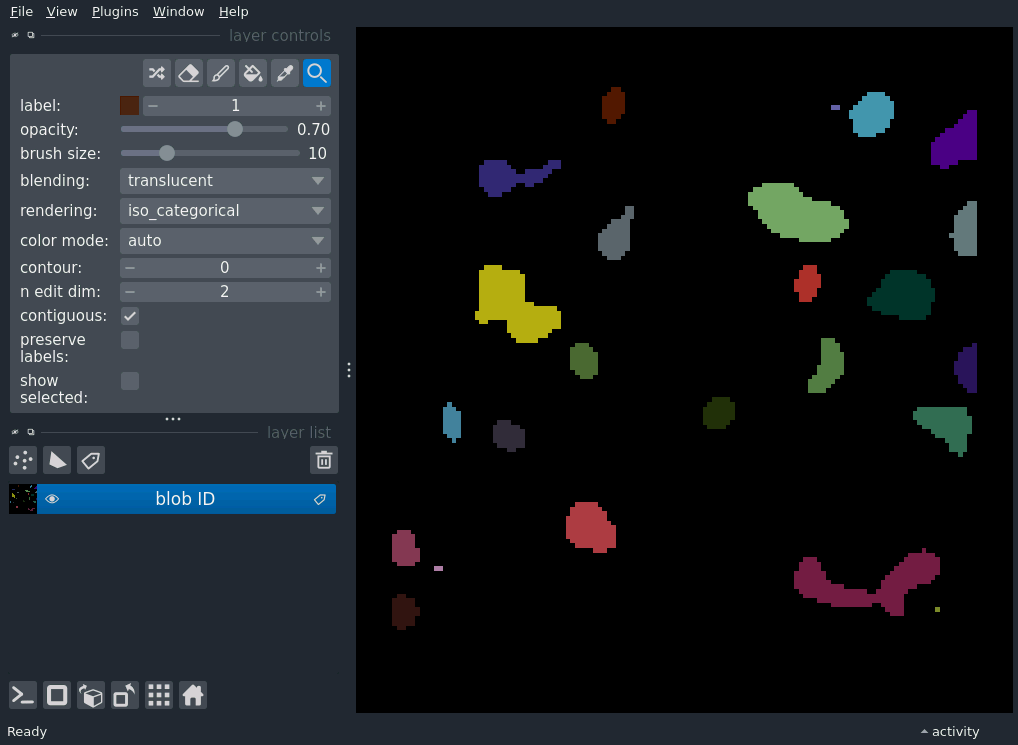 File View Plugins Window Help
layer controls
label: 1
opacity: 0.70
brush size: 10
blending: translucent
rendering: iso_categorical
color mode: auto
contour: 0
n edit dim: 2
contiguous:
preserve
labels:
show
selected:
layer list
blob ID
Ready
activity